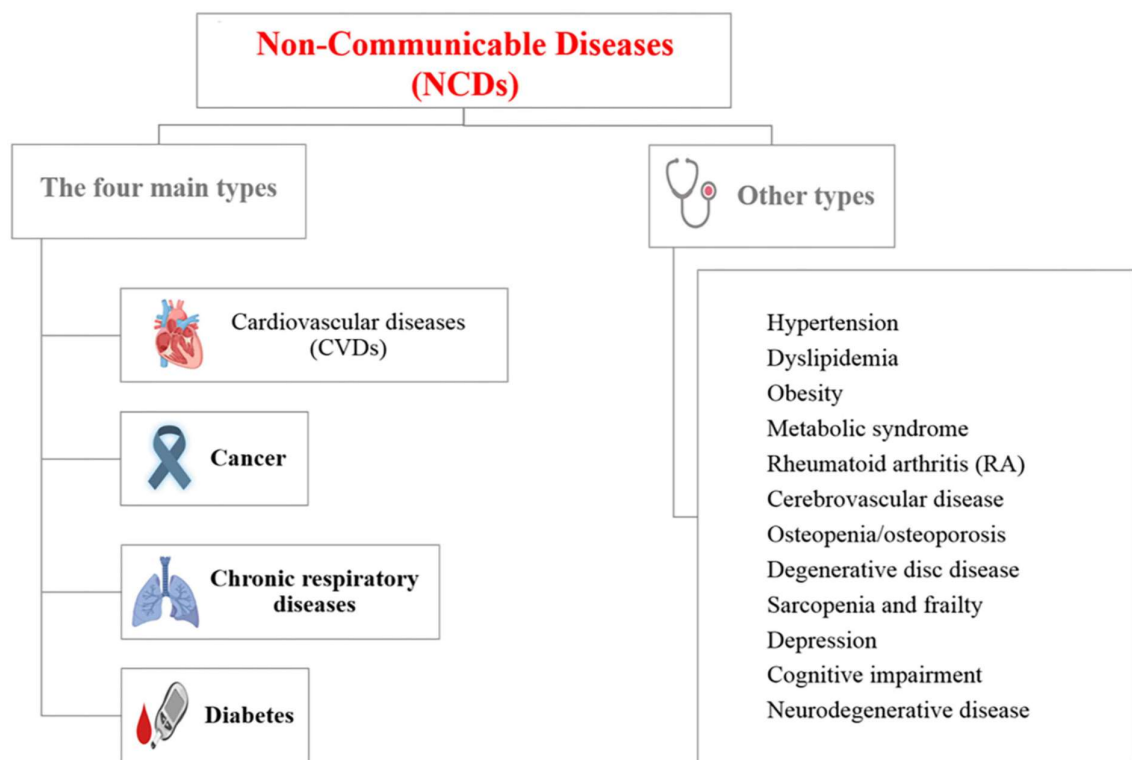 Non-Communicable Diseases
(NCDs)
The four main types
Cardiovascular diseases
(CVDs)
Cancer
Chronic respiratory
diseases
Diabetes
Other types
Hypertension
Dyslipidemia
Obesity
Metabolic syndrome
Rheumatoid arthritis (RA)
Cerebrovascular disease
Osteopenia/osteoporosis
Degenerative disc disease
Sarcopenia and frailty
Depression
Cognitive impairment
Neurodegenerative disease